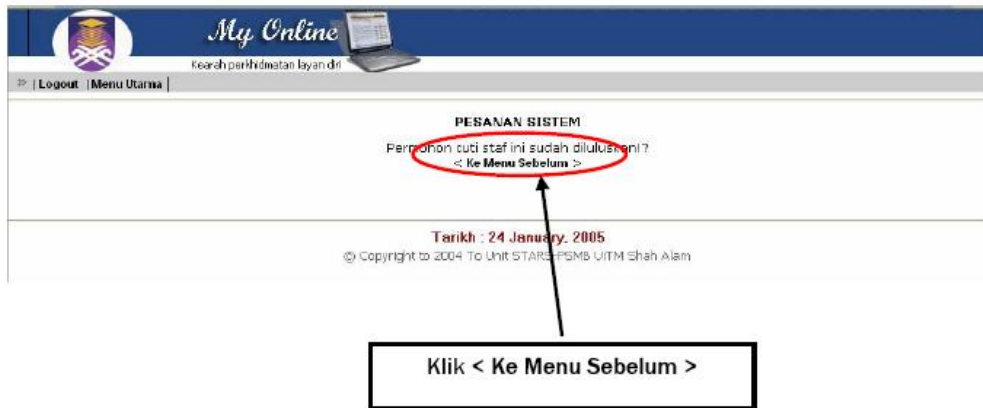 My Online
Kearah perkhidmatan layan diri
» | Logout | Menu Utama |
PESANAN SISTEM
Permohon cuti staf ini sudah diluluskan!?
< Ke Menu Sebelum >
Tarikh : 24 January, 2005
© Copyright to 2004 To Unit STARS-PSMB UiTM Shah Alam
Klik < Ke Menu Sebelum >